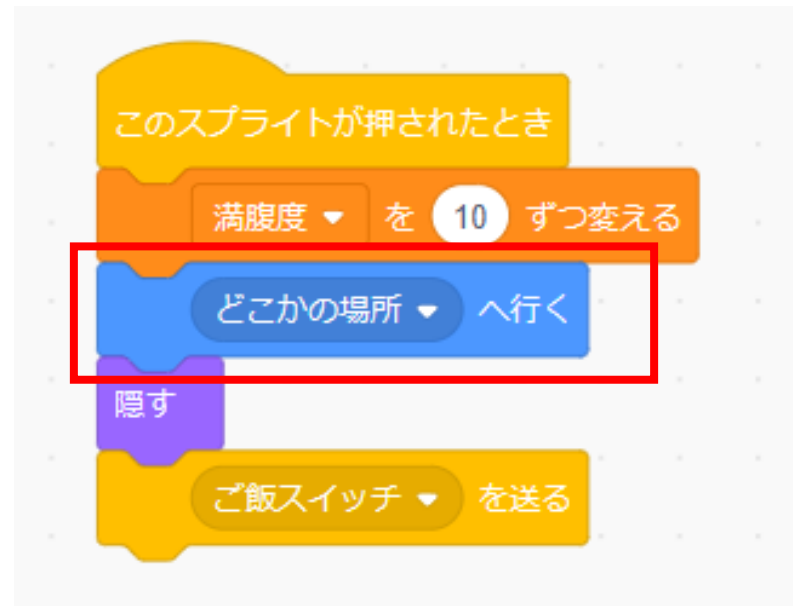 このスプライトが押されたとき
満腹度 を 10 ずつ変える
どこかの場所 へ行く
隠す
ご飯スイッチ を送る